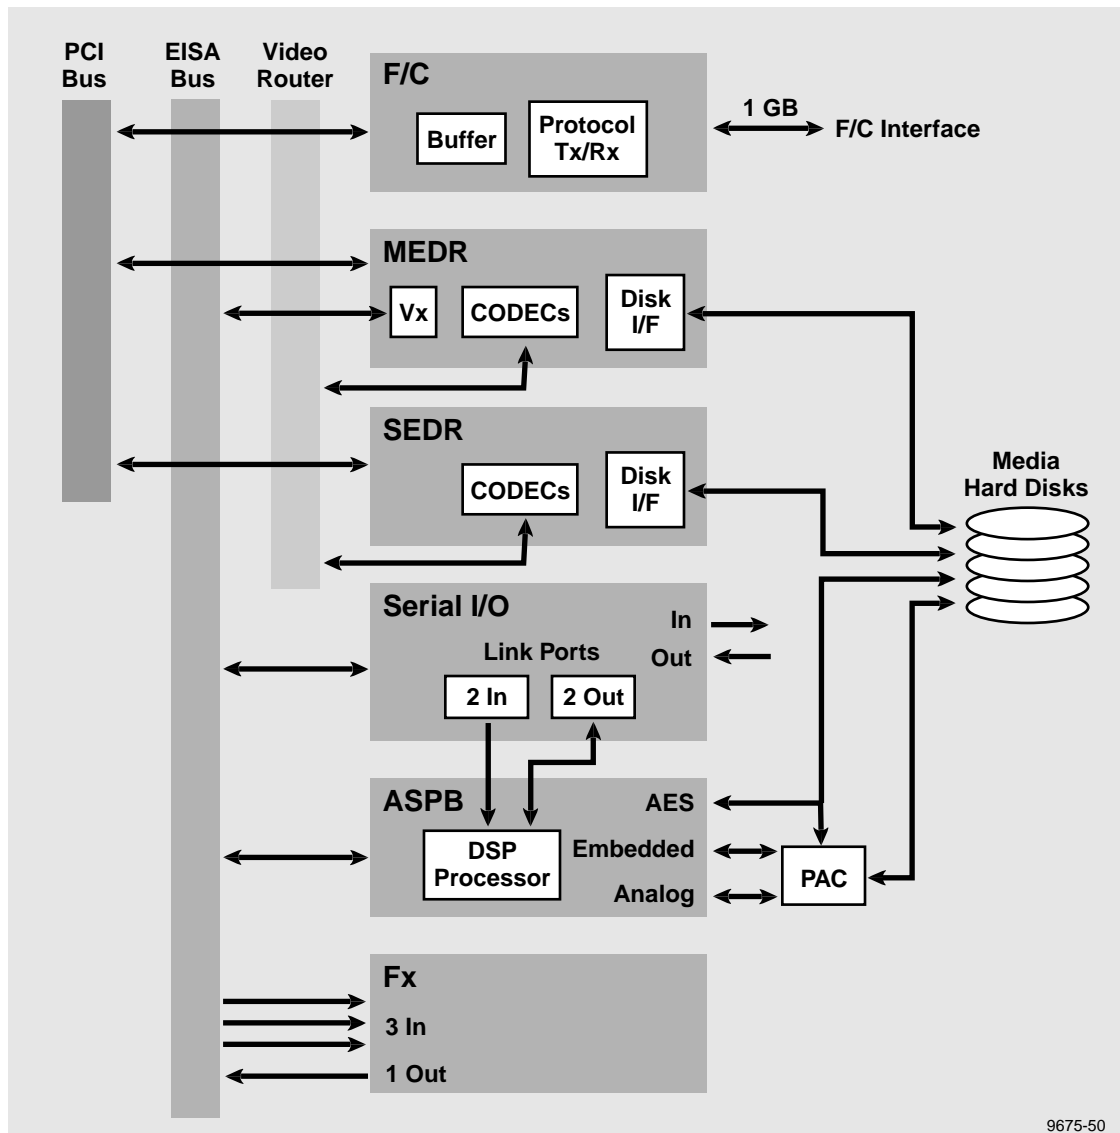 PCI
Bus
EISA
Bus
Video
Router
F/C
Buffer
Protocol
Tx/Rx
1 GB
F/C Interface
MEDR
Vx
CODECs
Disk
I/F
SEDR
CODECs
Disk
I/F
Media
Hard Disks
Serial I/O
In
Out
Link Ports
2 In
2 Out
ASPB
AES
DSP
Processor
Embedded
Analog
PAC
Fx
3 In
1 Out
9675-50